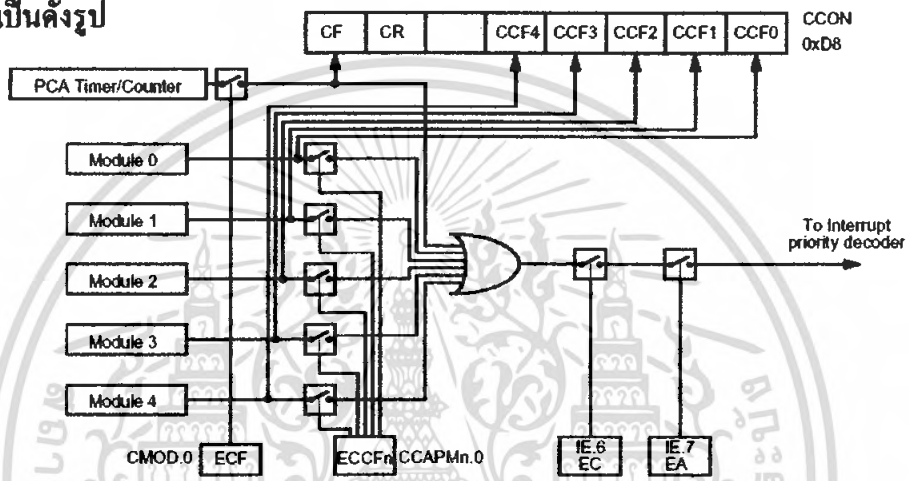 เป็นดังรูป
CF CR CCF4 CCF3 CCF2 CCF1 CCF0 CCON
0xD8
PCA Timer/Counter
Module 0
Module 1
To Interrupt
priority decoder
Module 2
Module 3
Module 4
CMOD.0 ECF ECCFn CCAPMn.0 IE.6 IE.7
EC EA